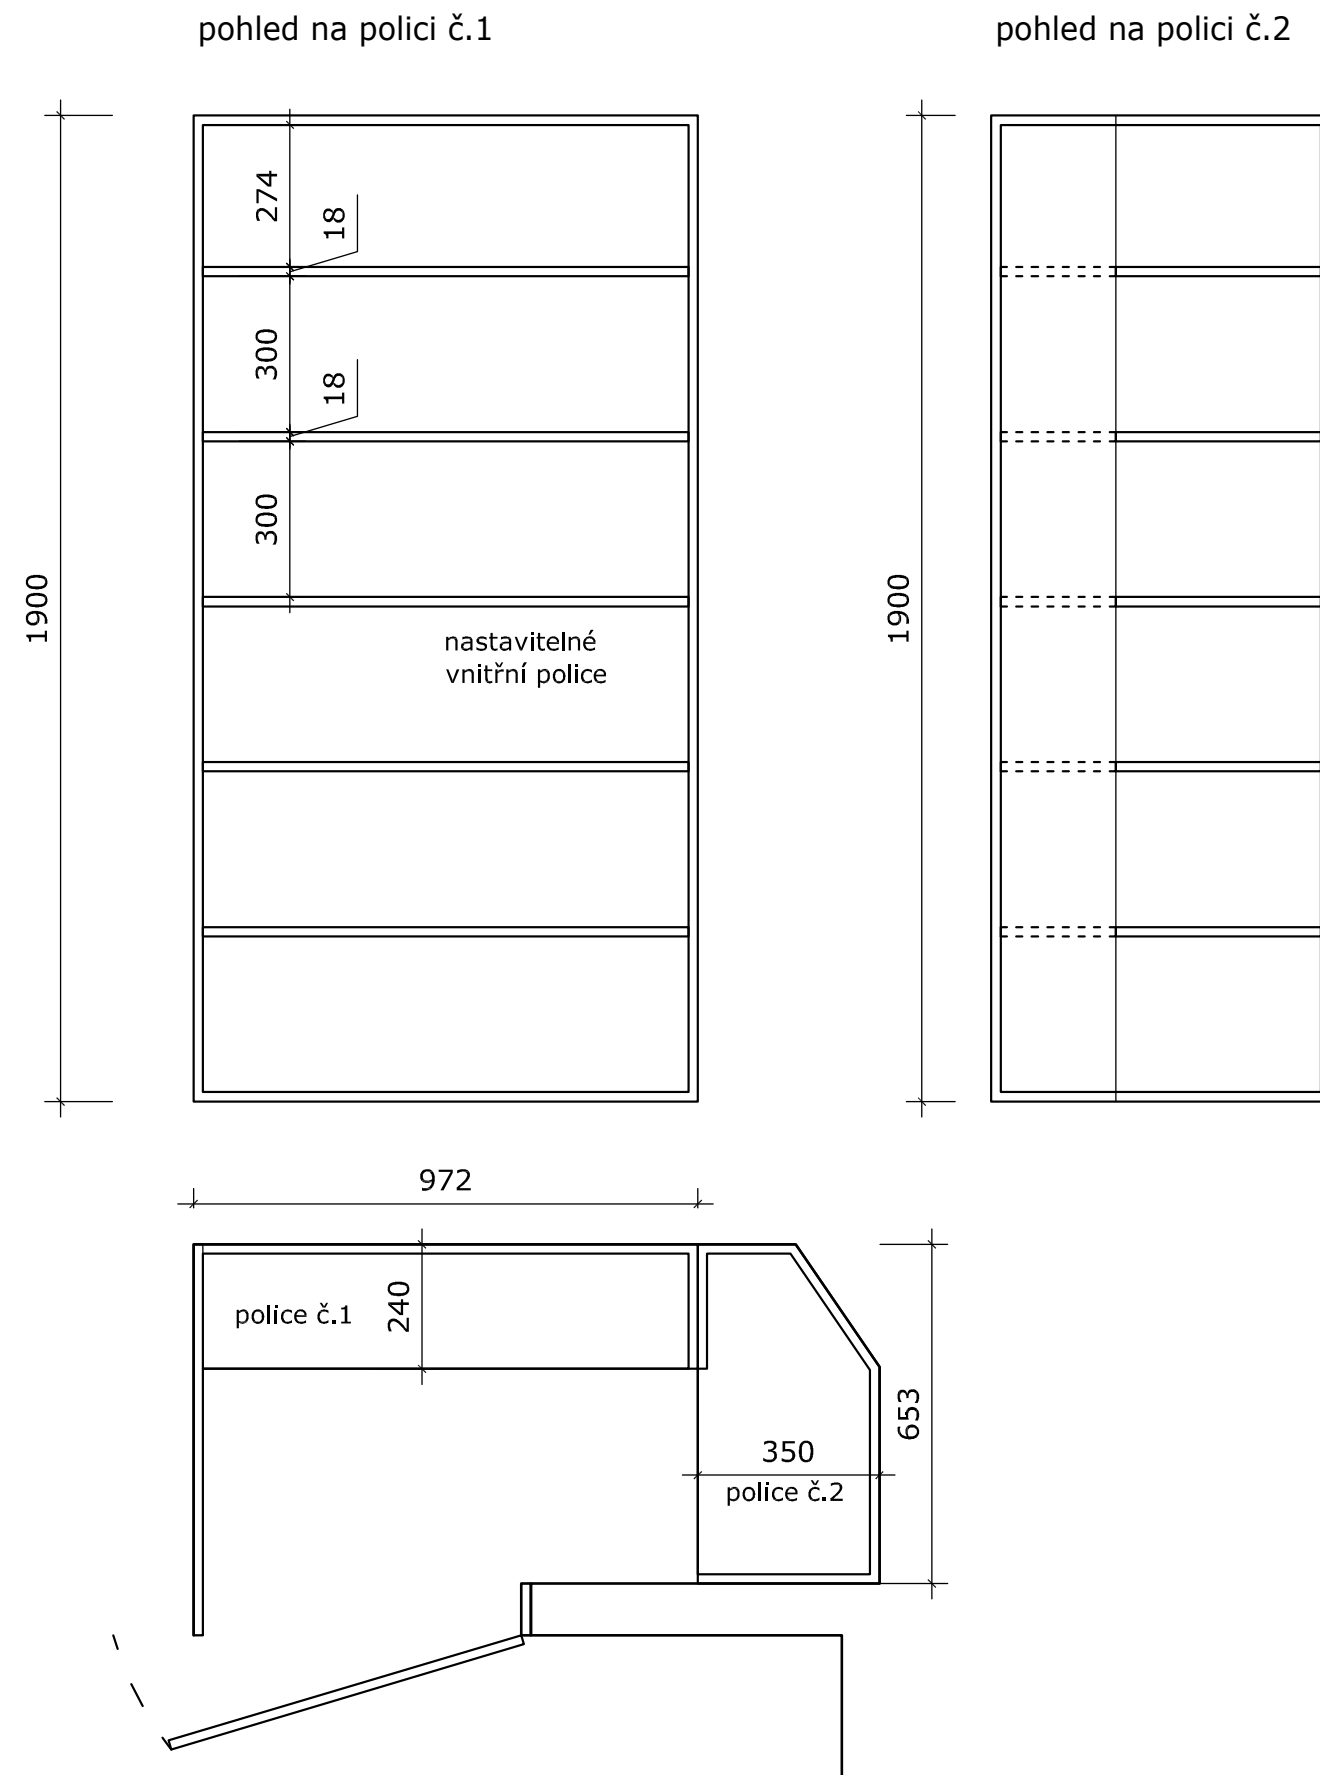 pohled na polici č.1
pohled na polici č.2
274
18
300
18
300
1900
1900
nastavitelné
vnitřní police
972
240
police č.1
653
350
police č.2